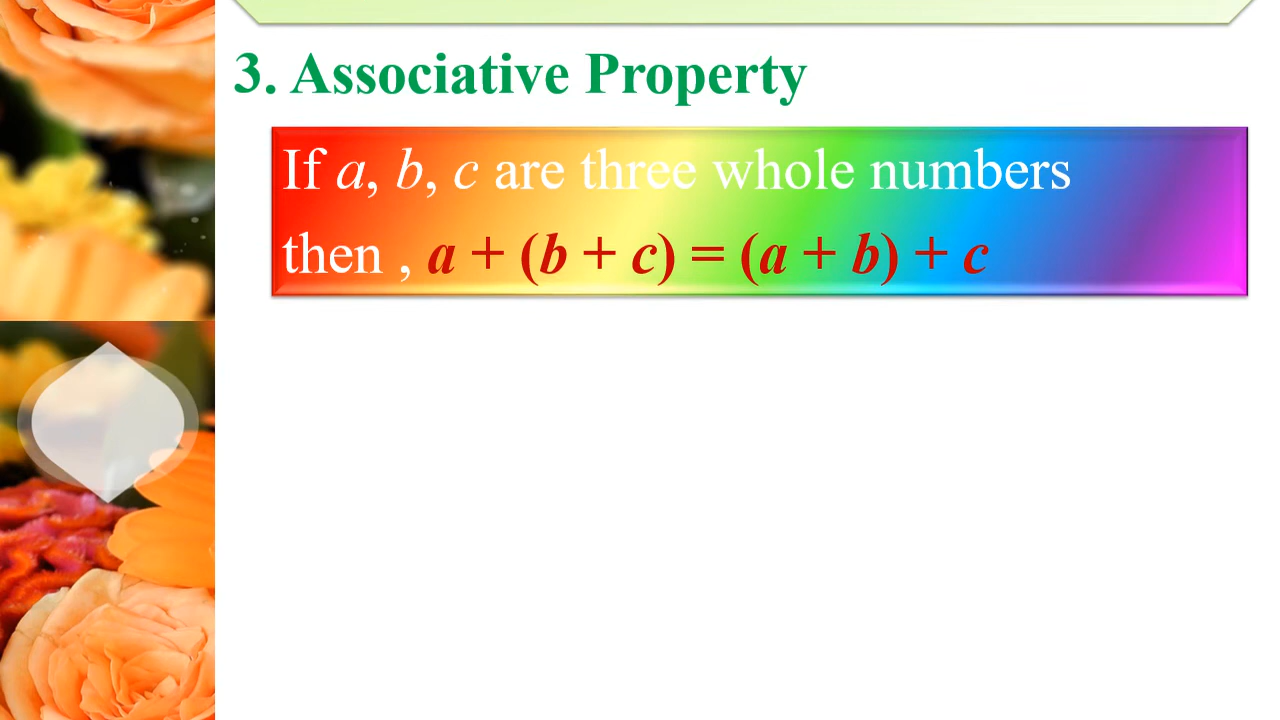 3. Associative Property
If a, b, c are three whole numbers
then , a + (b + c) = (a + b) + c